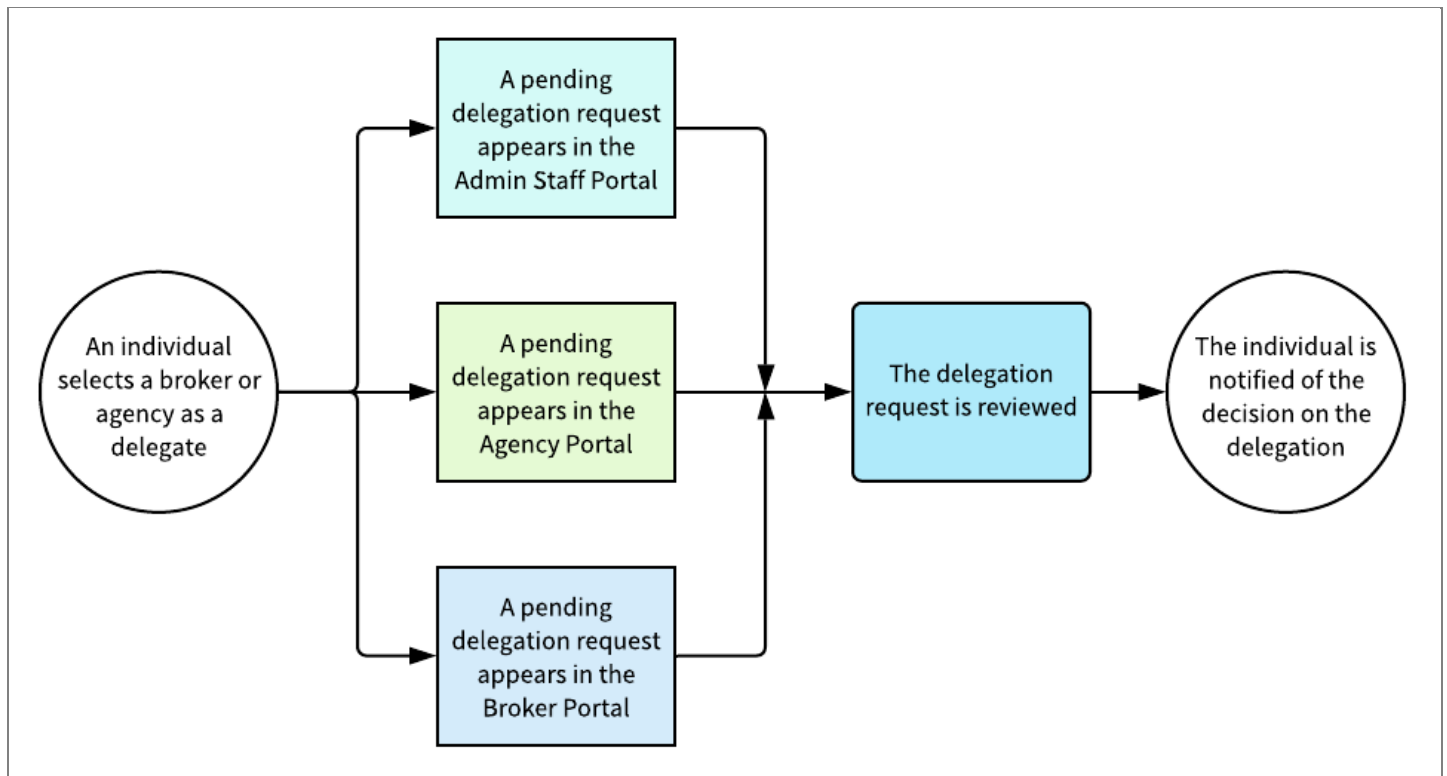 An individual
selects a broker or
agency as a
delegate
A pending
delegation request
appears in the
Admin Staff Portal
A pending
delegation request
appears in the
Agency Portal
A pending
delegation request
appears in the
Broker Portal
The delegation
request is reviewed
The individual is
notified of the
decision on the
delegation